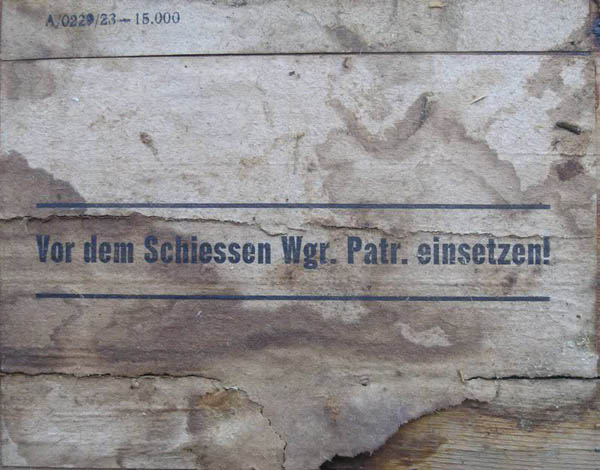 A/0229/23 — 15.000
Vor dem Schiessen Wgr. Patr. einsetzen!